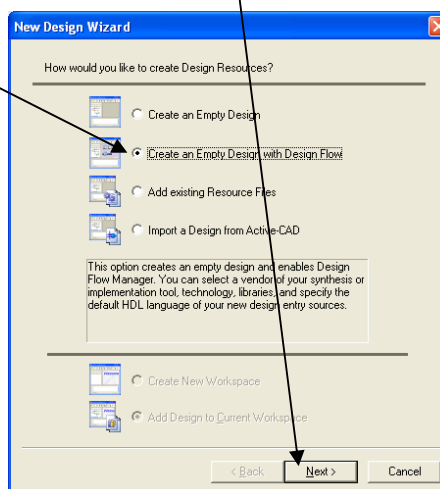 New Design Wizard
How would you like to create Design Resources?
Create an Empty Design
Create an Empty Design with Design Flow
Add existing Resource Files
Import a Design from Active-CAD
This option creates an empty design and enables Design
Flow Manager. You can select a vendor of your synthesis or
implementation tool, technology, libraries, and specify the
default HDL language of your new design entry sources.
Create New Workspace
Add Design to Current Workspace
< Back Next > Cancel